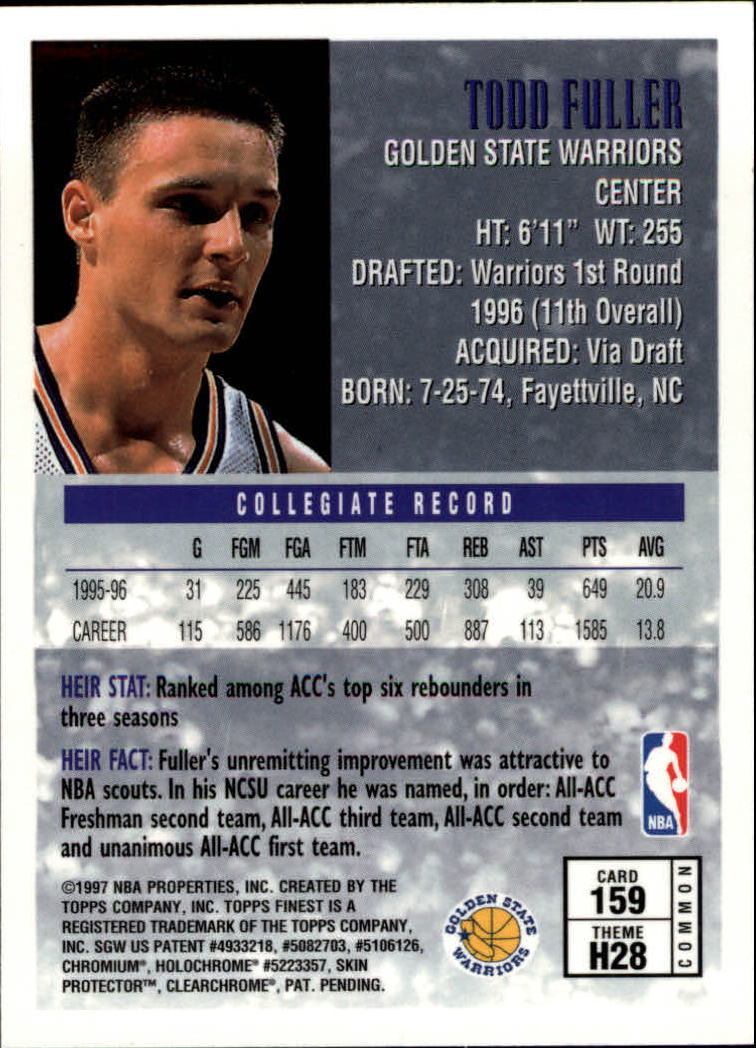 TODD FULLER
GOLDEN STATE WARRIORS
CENTER
HT: 6'11" WT: 255
DRAFTED: Warriors 1st Round
1996 (11th Overall)
ACQUIRED: Via Draft
BORN: 7-25-74, Fayettville, NC
COLLEGIATE RECORD
G FGM FGA FTM FTA REB AST PTS AVG
1995-96 31 225 445 183 229 308 39 649 20.9
CAREER 115 586 1176 400 500 887 113 1585 13.8
HEIR STAT: Ranked among ACC's top six rebounders in
three seasons
HEIR FACT: Fuller's unremitting improvement was attractive to
NBA scouts. In his NCSU career he was named, in order: All-ACC
Freshman second team, All-ACC third team, All-ACC second team
and unanimous All-ACC first team.
NBA
©1997 NBA PROPERTIES, INC. CREATED BY THE
TOPPS COMPANY, INC. TOPPS FINEST IS A
REGISTERED TRADEMARK OF THE TOPPS COMPANY,
INC. SGW US PATENT #4933218, #5082703, #5106126,
CHROMIUM®, HOLOCHROME® #5223357, SKIN
PROTECTOR™, CLEARCHROME®, PAT. PENDING.
GOLDEN STATE
WARRIORS
CARD
159
THEME
H28
COMMON